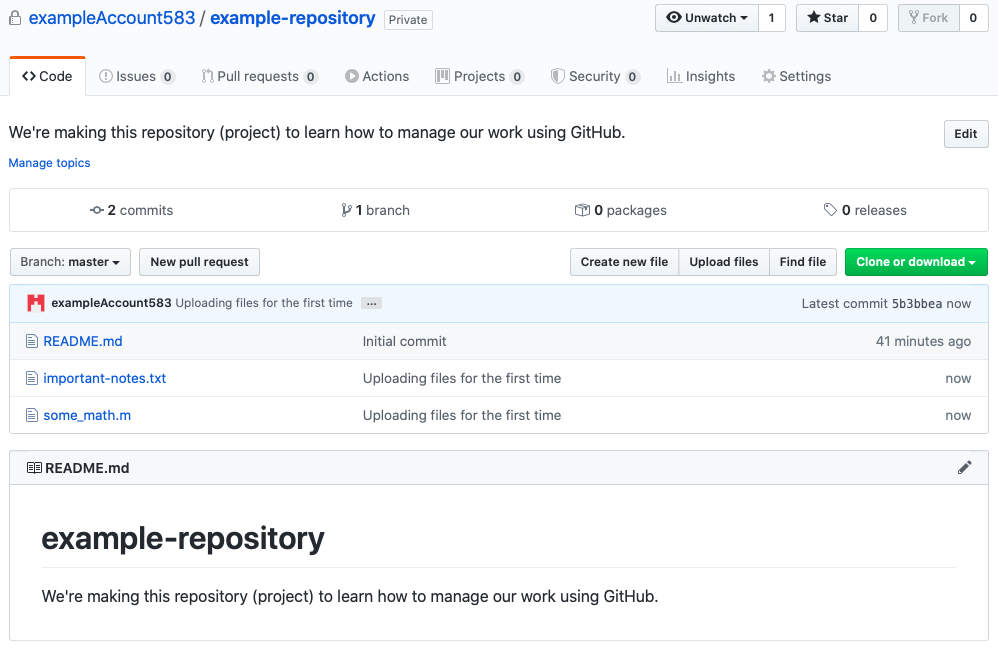 exampleAccount583 / example-repository Private Unwatch 1 Star 0 Fork 0
Code Issues 0 Pull requests 0 Actions Projects 0 Security 0 Insights Settings
We're making this repository (project) to learn how to manage our work using GitHub. Edit
Manage topics
2 commits 1 branch 0 packages 0 releases
Branch: master New pull request Create new file Upload files Find file Clone or download
exampleAccount583 Uploading files for the first time ... Latest commit 5b3bbea now
README.md Initial commit 41 minutes ago
important-notes.txt Uploading files for the first time now
some_math.m Uploading files for the first time now
README.md
example-repository
We're making this repository (project) to learn how to manage our work using GitHub.